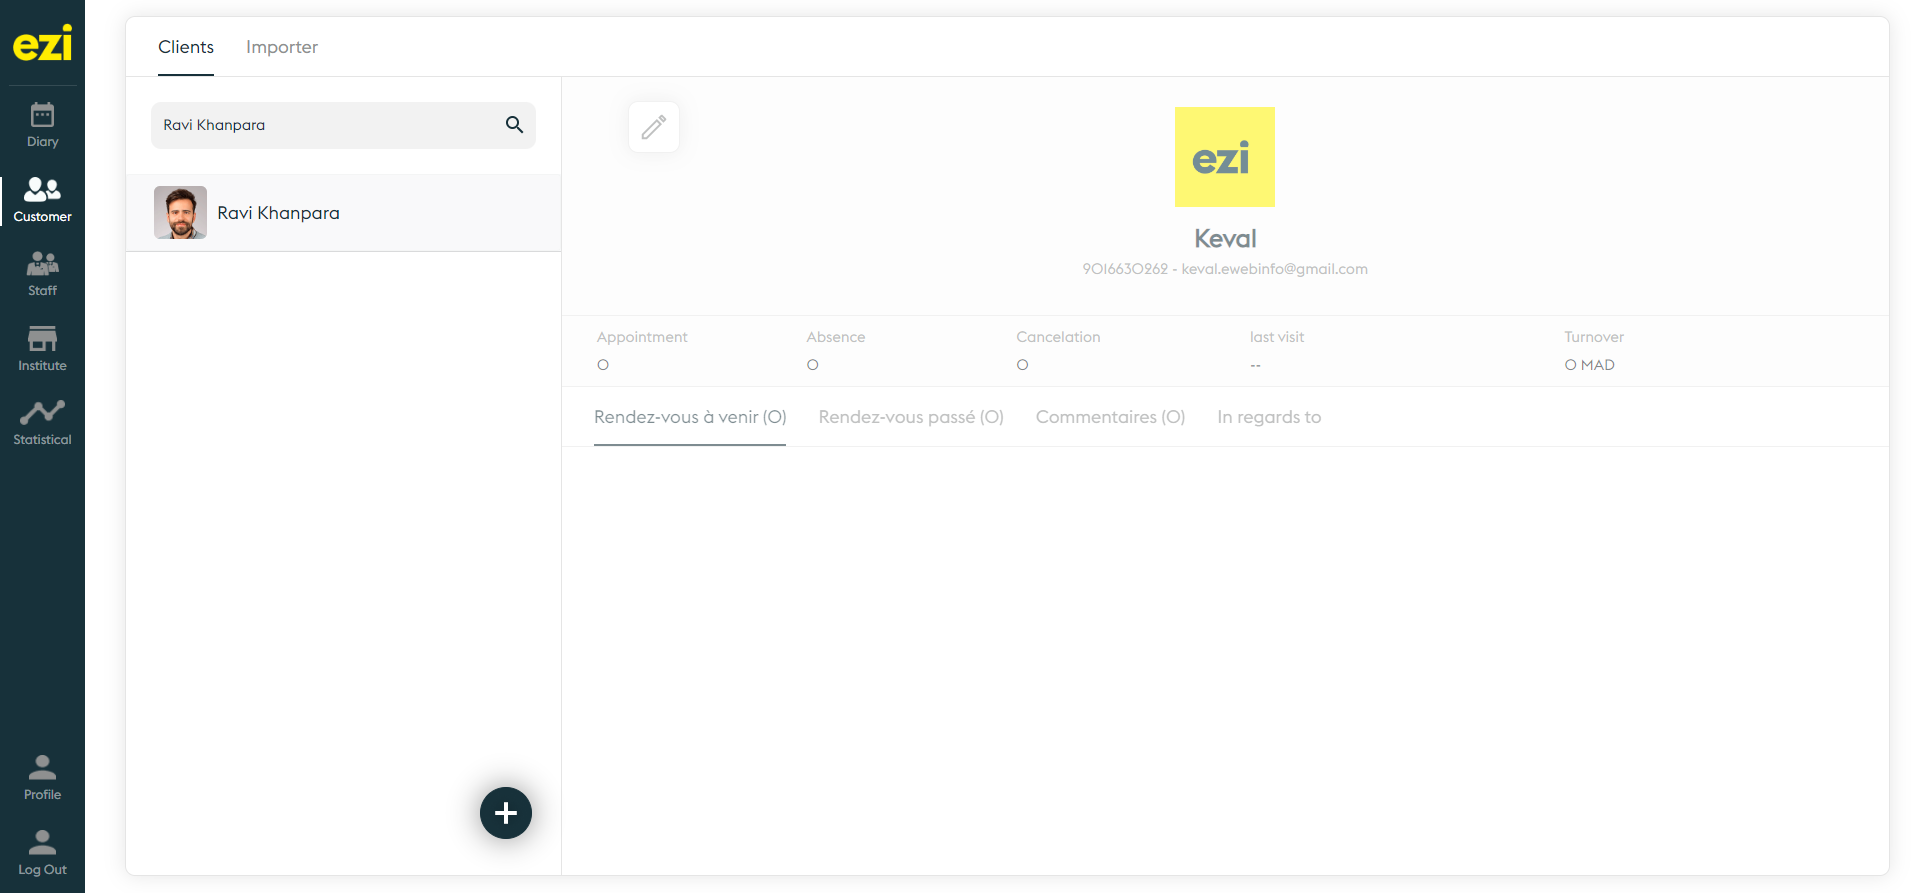 ezi
Diary
Customer
Staff
Institute
Statistical
Profile
Log Out
Clients Importer
Ravi Khanpara
Ravi Khanpara
ezi
Keval
9016630262 - keval.ewebinfo@gmail.com
Appointment Absence Cancelation last visit Turnover
0 0 0 -- 0 MAD
Rendez-vous à venir (0) Rendez-vous passé (0) Commentaires (0) In regards to